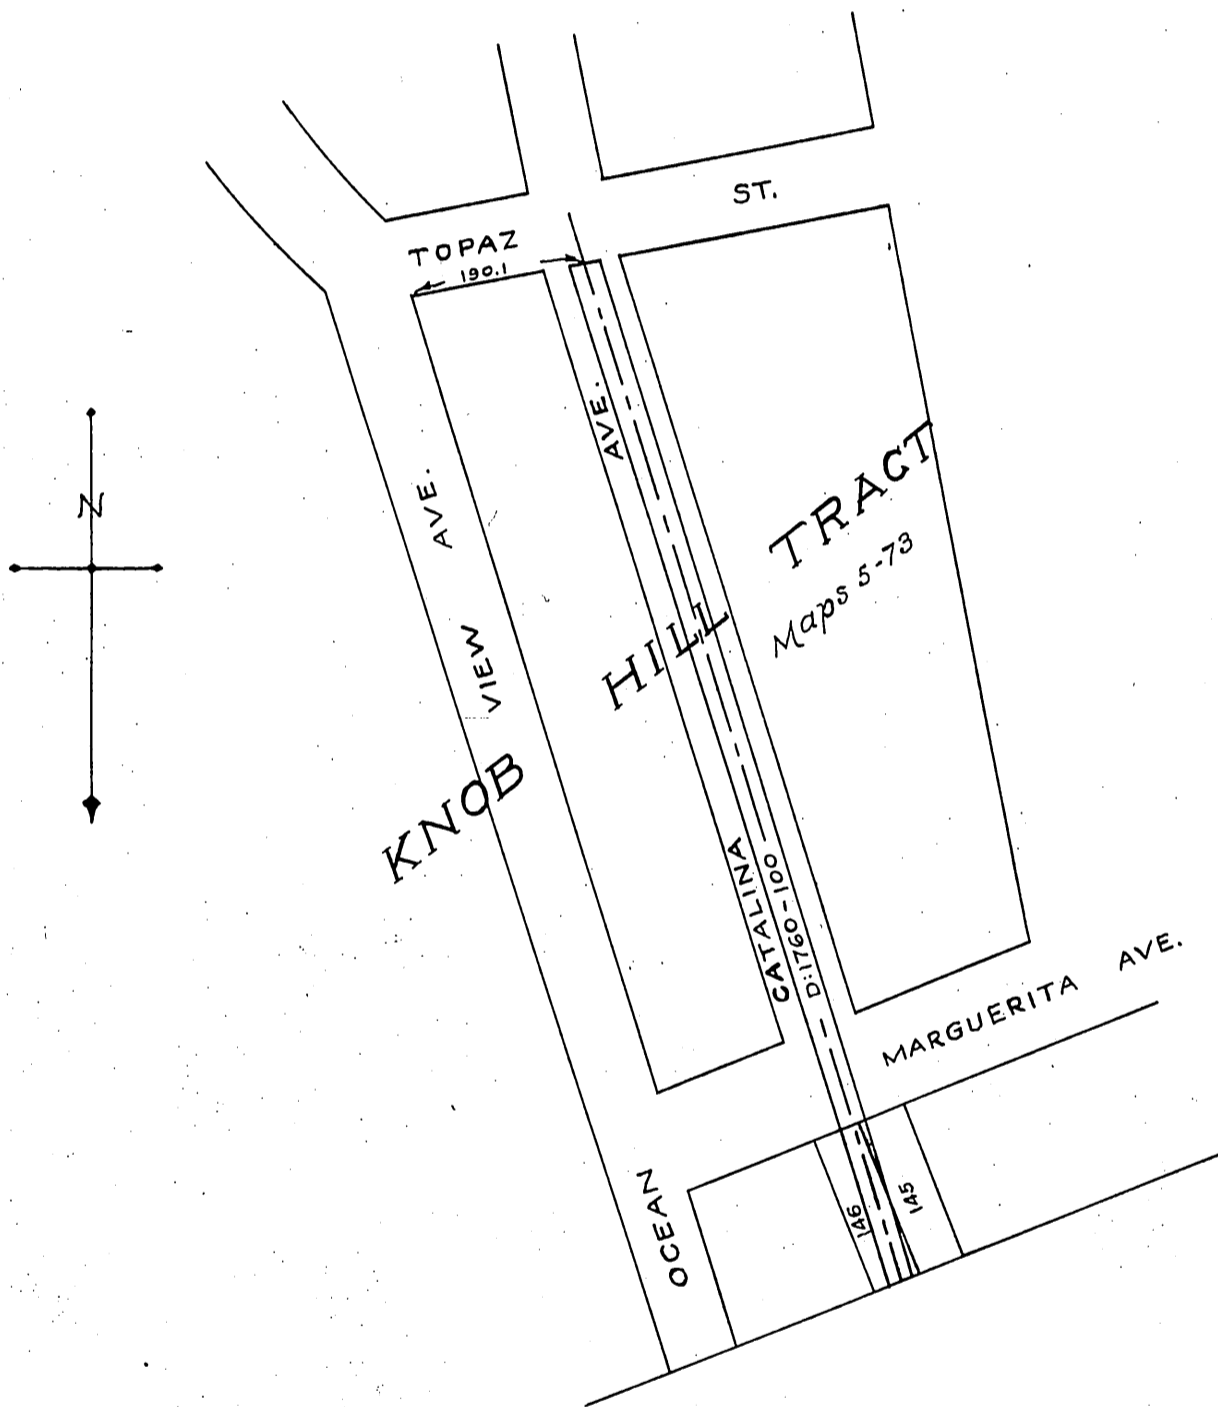 ST.
TOPAZ
190.1
N
AVE.
OCEAN VIEW AVE.
KNOB HILL TRACT
Maps 5-73
CATALINA
D:1760-100
MARGUERITA AVE.
146
145